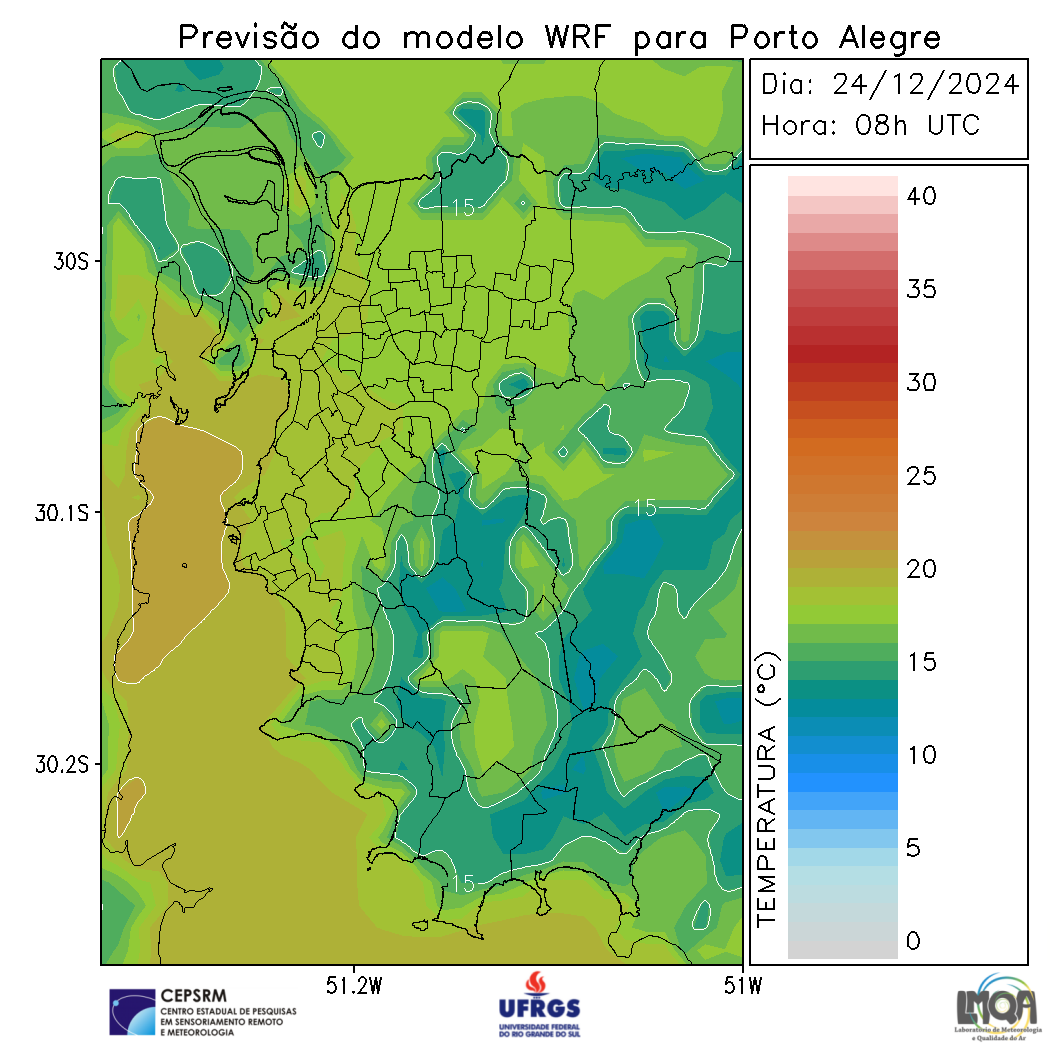 Previsão do modelo WRF para Porto Alegre
Dia: 24/12/2024
Hora: 08h UTC
30S
30.1S
30.2S
51.2W
51W
15
15
15
TEMPERATURA (°C)
40
35
30
25
20
15
10
5
0
CEPSRM
CENTRO ESTADUAL DE PESQUISAS
EM SENSORIAMENTO REMOTO
E METEOROLOGIA
UFRGS
UNIVERSIDADE FEDERAL
DO RIO GRANDE DO SUL
LMQA
Laboratório de Meteorologia
e Qualidade do Ar